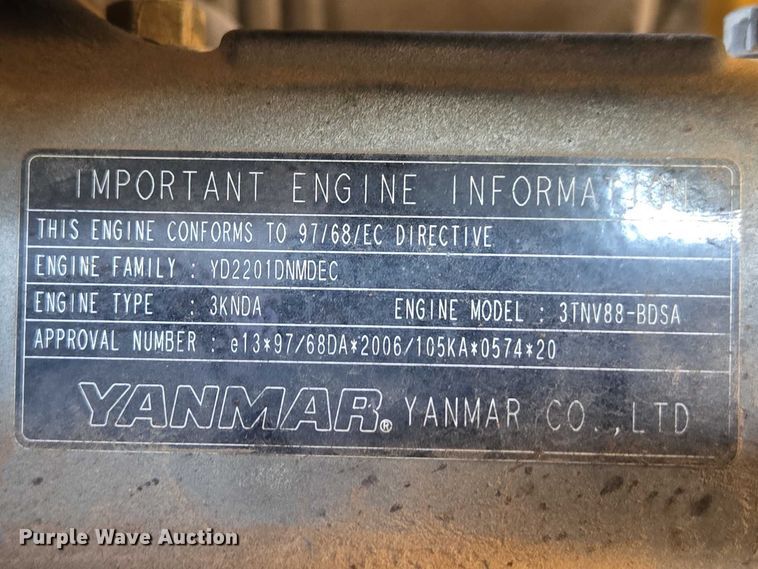 IMPORTANT ENGINE INFORMATION
THIS ENGINE CONFORMS TO 97/68/EC DIRECTIVE
ENGINE FAMILY : YD2201DNMDEC
ENGINE TYPE : 3KNDA ENGINE MODEL : 3TNV88-BDSA
APPROVAL NUMBER : e13*97/68DA*2006/105KA*0574*20
YANMAR® YANMAR CO.,LTD
Purple Wave Auction